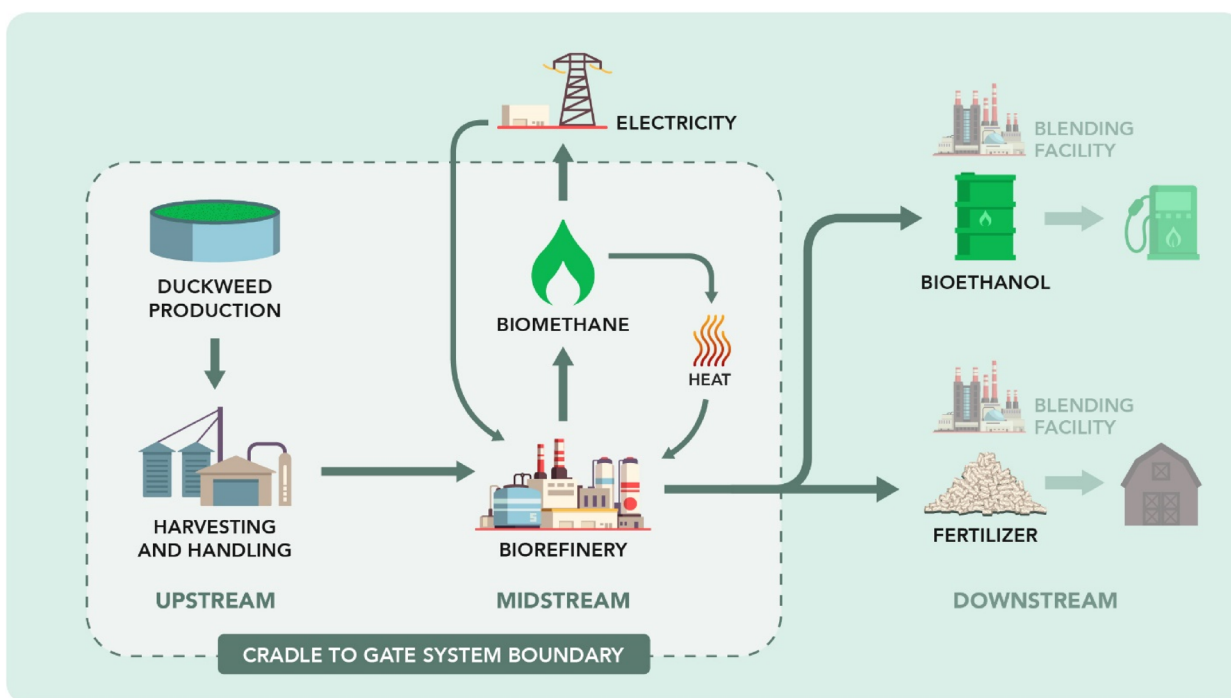 ELECTRICITY
BLENDING
FACILITY
DUCKWEED
PRODUCTION
BIOMETHANE
BIOETHANOL
HEAT
BLENDING
FACILITY
HARVESTING
AND HANDLING
BIOREFINERY
FERTILIZER
UPSTREAM
MIDSTREAM
DOWNSTREAM
CRADLE TO GATE SYSTEM BOUNDARY